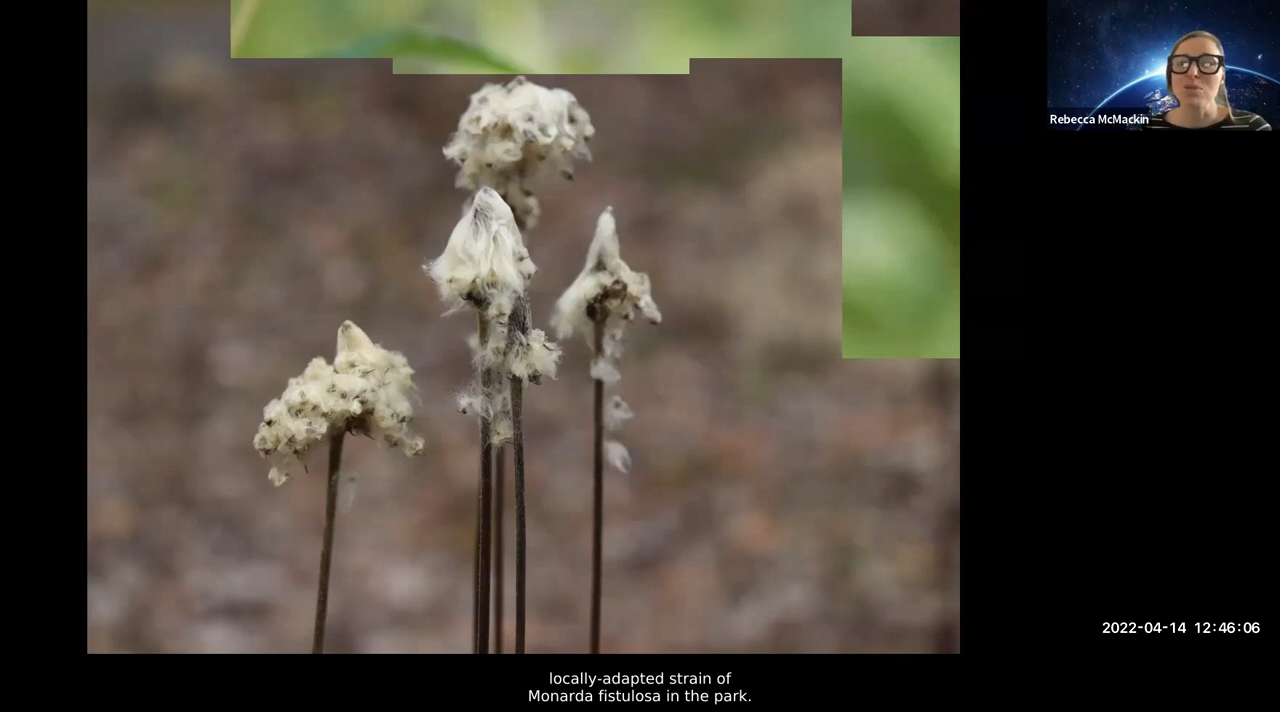 Rebecca McMackin
2022-04-14 12:46:06
locally-adapted strain of
Monarda fistulosa in the park.